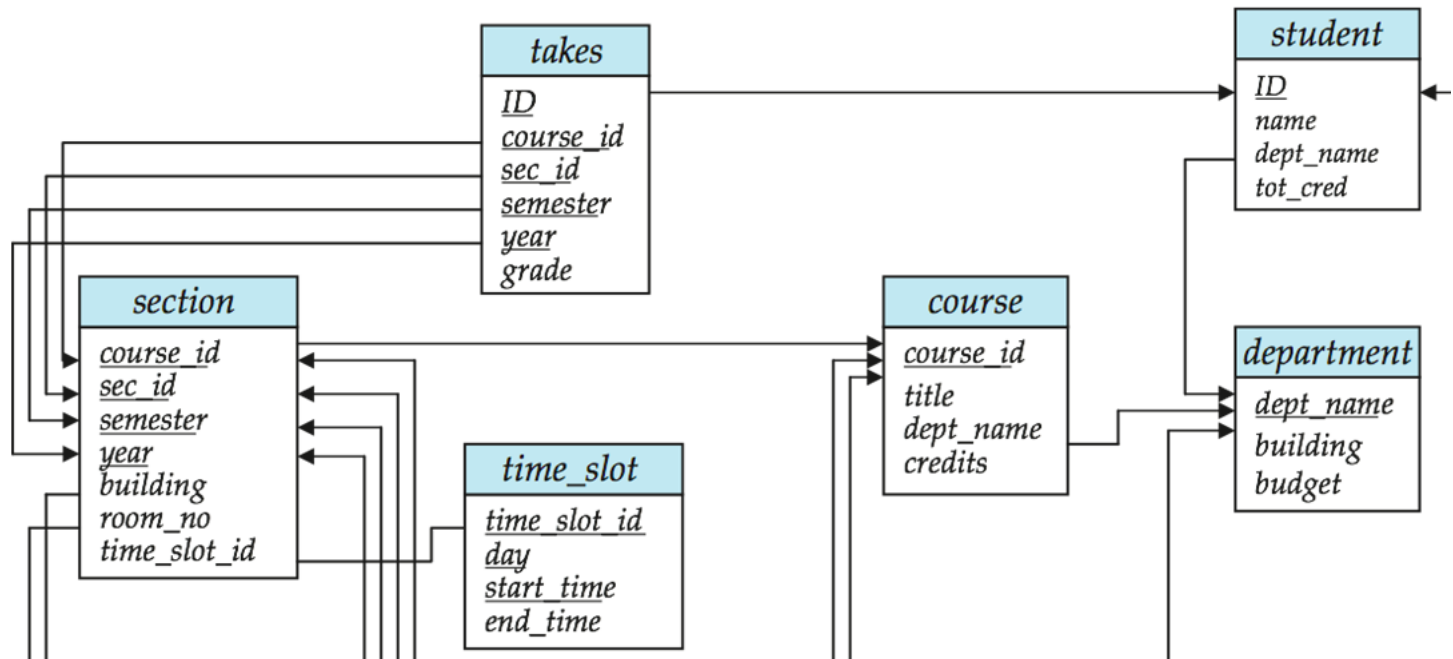 takes
ID
course_id
sec_id
semester
year
grade
student
ID
name
dept_name
tot_cred
section
course_id
sec_id
semester
year
building
room_no
time_slot_id
course
course_id
title
dept_name
credits
department
dept_name
building
budget
time_slot
time_slot_id
day
start_time
end_time